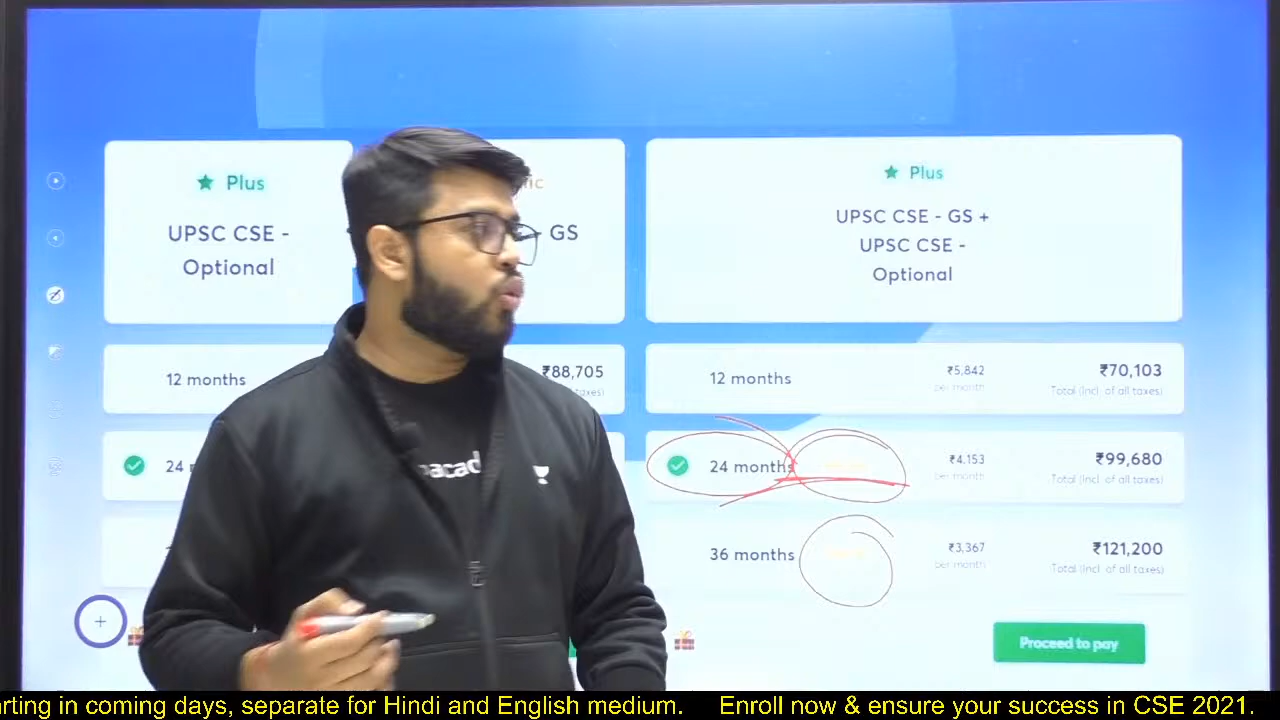 Plus
UPSC CSE -
Optional
GS
Plus
UPSC CSE - GS +
UPSC CSE -
Optional
12 months
₹88,705
taxes)
24
12 months
₹5,842
per month
₹70,103
Total (Incl. of all taxes)
24 months
₹4,153
per month
₹99,680
Total (Incl. of all taxes)
36 months
₹3,367
per month
₹121,200
Total (Incl. of all taxes)
Proceed to pay
acad
rting in coming days, separate for Hindi and English medium. Enroll now & ensure your success in CSE 2021.